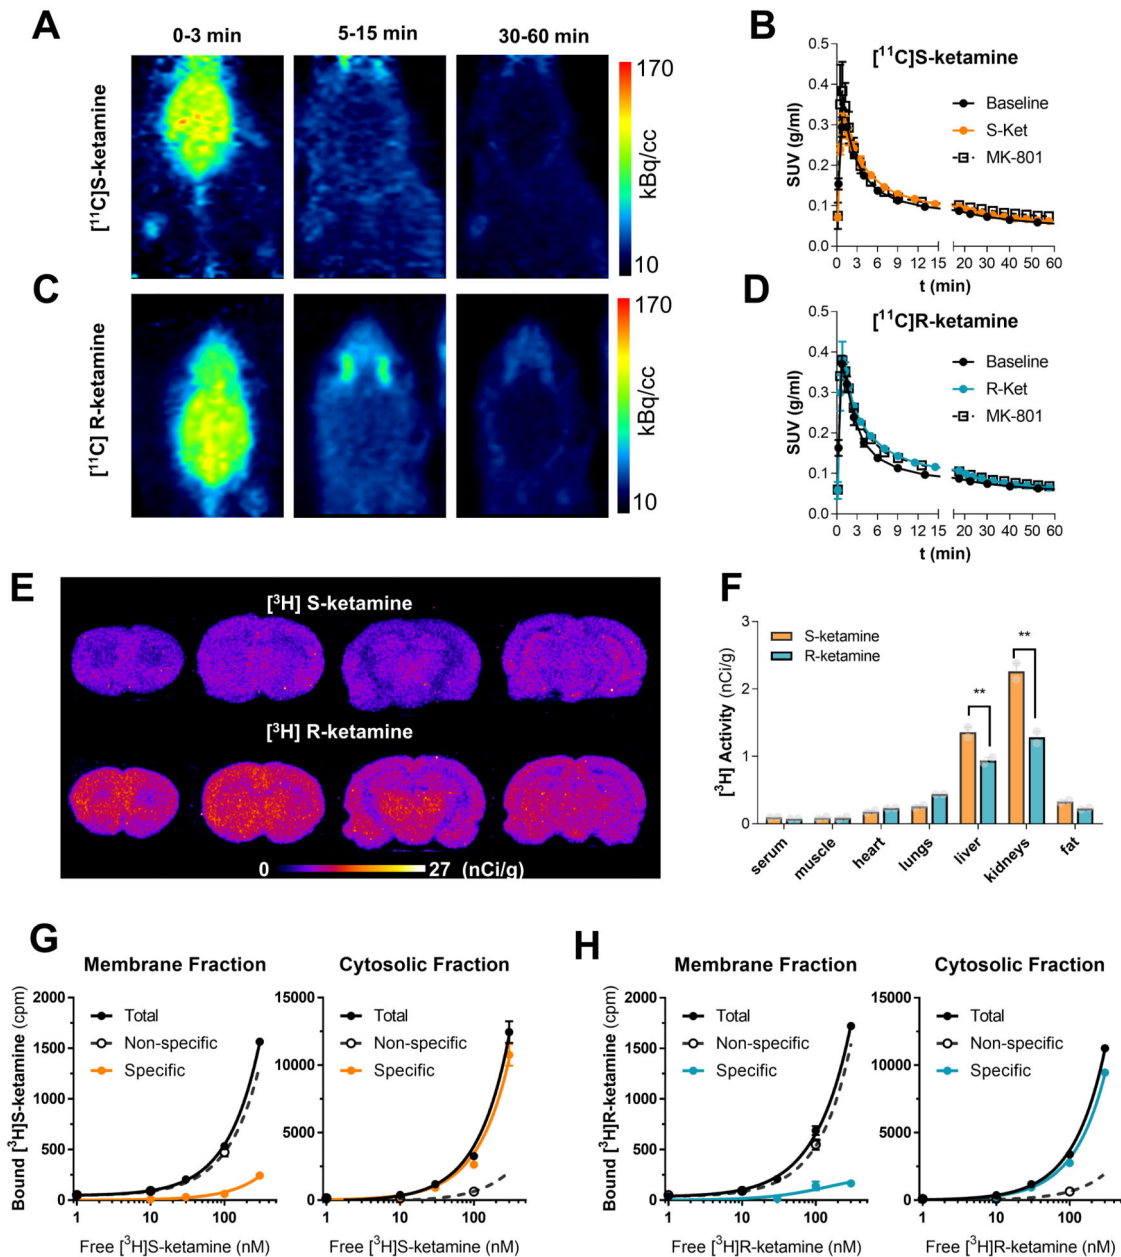 A
0-3 min
5-15 min
30-60 min
[¹¹C]S-ketamine
170
kBq/cc
10
B
[¹¹C]S-ketamine
Baseline
S-Ket
MK-801
SUV (g/ml)
0.5
0.4
0.3
0.2
0.1
0.0
0 3 6 9 12 15 20 30 40 50 60
t (min)
C
[¹¹C] R-ketamine
170
kBq/cc
10
D
[¹¹C]R-ketamine
Baseline
R-Ket
MK-801
SUV (g/ml)
0.5
0.4
0.3
0.2
0.1
0.0
0 3 6 9 12 15 20 30 40 50 60
t (min)
E
[³H] S-ketamine
[³H] R-ketamine
0 27 (nCi/g)
F
S-ketamine
R-ketamine
**
**
[³H] Activity (nCi/g)
3
2
1
0
serum muscle heart lungs liver kidneys fat
G
Membrane Fraction
Total
Non-specific
Specific
Bound [³H]S-ketamine (cpm)
2000
1500
1000
500
0
1 10 100
Free [³H]S-ketamine (nM)
Cytosolic Fraction
Total
Non-specific
Specific
15000
10000
5000
0
1 10 100
Free [³H]S-ketamine (nM)
H
Membrane Fraction
Total
Non-specific
Specific
Bound [³H]R-ketamine (cpm)
2000
1500
1000
500
0
1 10 100
Free [³H]R-ketamine (nM)
Cytosolic Fraction
Total
Non-specific
Specific
15000
10000
5000
0
1 10 100
Free [³H]R-ketamine (nM)